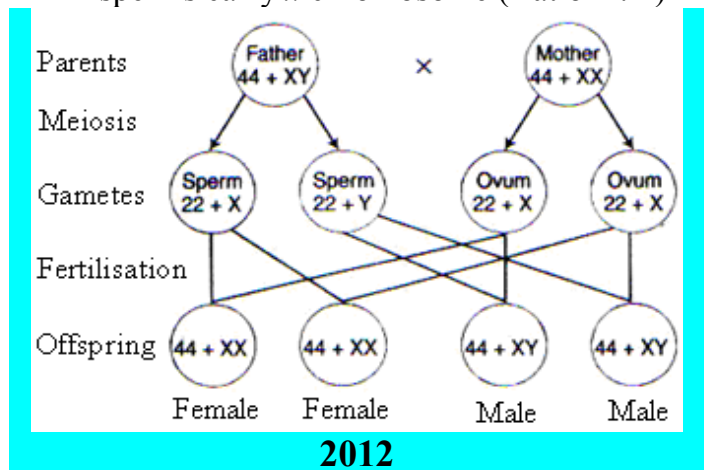 Parents Father 44 + XY × Mother 44 + XX
Meiosis
Gametes Sperm 22 + X Sperm 22 + Y Ovum 22 + X Ovum 22 + X
Fertilisation
Offspring 44 + XX 44 + XX 44 + XY 44 + XY
Female Female Male Male
2012